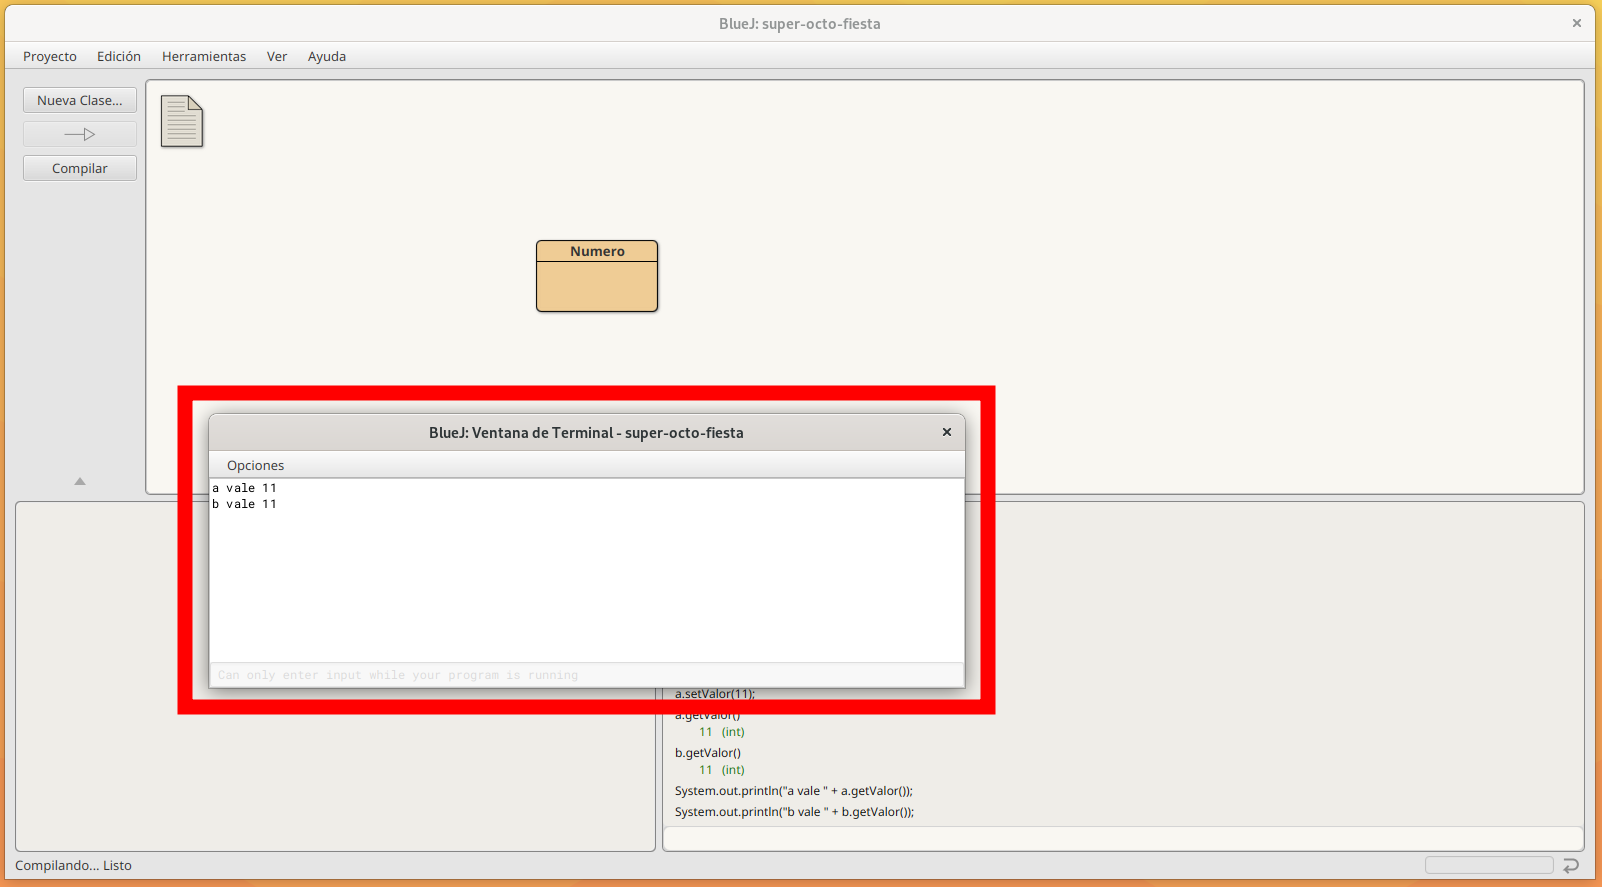 BlueJ: super-octo-fiesta
Proyecto Edición Herramientas Ver Ayuda
Nueva Clase...
Compilar
Numero
BlueJ: Ventana de Terminal - super-octo-fiesta
Opciones
a vale 11
b vale 11
Can only enter input while your program is running
a.setValor(11);
a.getValor()
11 (int)
b.getValor()
11 (int)
System.out.println("a vale " + a.getValor());
System.out.println("b vale " + b.getValor());
Compilando... Listo